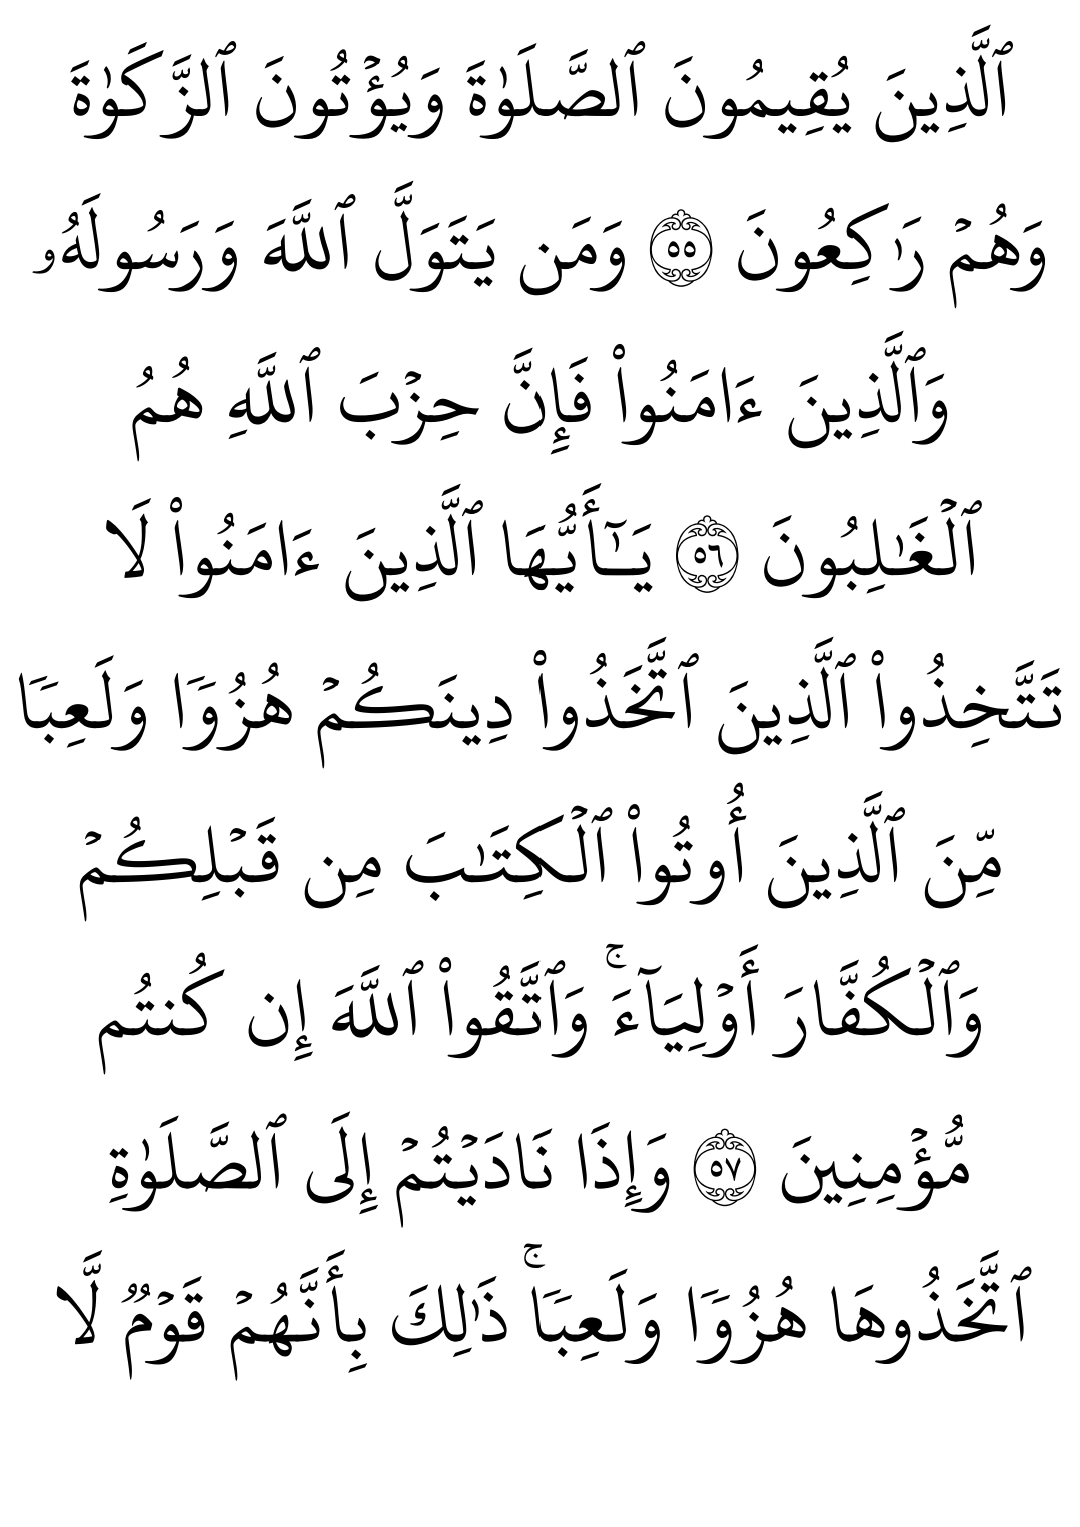 ٱلَّذِينَ يُقِيمُونَ ٱلصَّلَوٰةَ وَيُؤۡتُونَ ٱلزَّكَوٰةَ
وَهُمۡ رَٰكِعُونَ ٥٥ وَمَن يَتَوَلَّ ٱللَّهَ وَرَسُولَهُۥ
وَٱلَّذِينَ ءَامَنُواْ فَإِنَّ حِزۡبَ ٱللَّهِ هُمُ
ٱلۡغَٰلِبُونَ ٥٦ يَٰٓأَيُّهَا ٱلَّذِينَ ءَامَنُواْ لَا
تَتَّخِذُواْ ٱلَّذِينَ ٱتَّخَذُواْ دِينَكُمۡ هُزُوٗا وَلَعِبٗا
مِّنَ ٱلَّذِينَ أُوتُواْ ٱلۡكِتَٰبَ مِن قَبۡلِكُمۡ
وَٱلۡكُفَّارَ أَوۡلِيَآءَۚ وَٱتَّقُواْ ٱللَّهَ إِن كُنتُم
مُّؤۡمِنِينَ ٥٧ وَإِذَا نَادَيۡتُمۡ إِلَى ٱلصَّلَوٰةِ
ٱتَّخَذُوهَا هُزُوٗا وَلَعِبٗاۚ ذَٰلِكَ بِأَنَّهُمۡ قَوۡمٞ لَّا